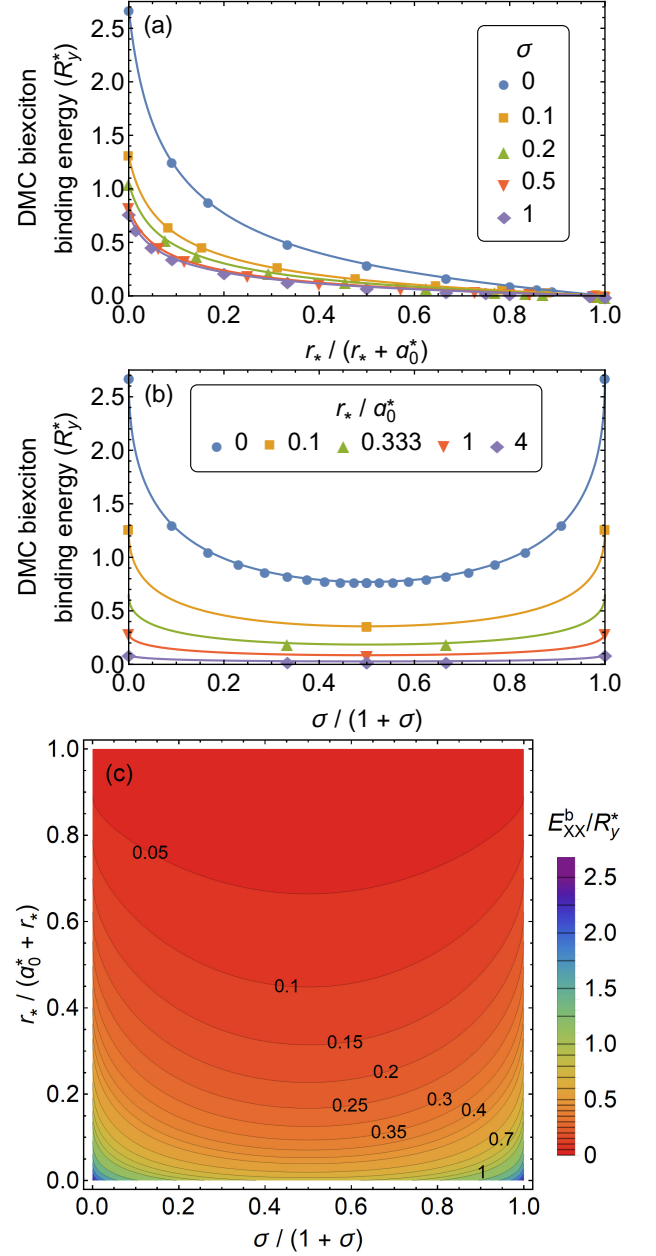 (a)
DMC biexciton
binding energy (R*y)
2.5
2.0
1.5
1.0
0.5
0.0
σ
0
0.1
0.2
0.5
1
0.0 0.2 0.4 0.6 0.8 1.0
r* / (r* + a*0)
(b)
DMC biexciton
binding energy (R*y)
2.5
2.0
1.5
1.0
0.5
0.0
r* / a*0
0 0.1 0.333 1 4
0.0 0.2 0.4 0.6 0.8 1.0
σ / (1 + σ)
(c)
r* / (a*0 + r*)
1.0
0.8
0.6
0.4
0.2
0.0
0.05
0.1
0.15
0.2
0.25
0.3
0.4
0.35
0.7
1
0.0 0.2 0.4 0.6 0.8 1.0
σ / (1 + σ)
EbXX/R*y
2.5
2.0
1.5
1.0
0.5
0